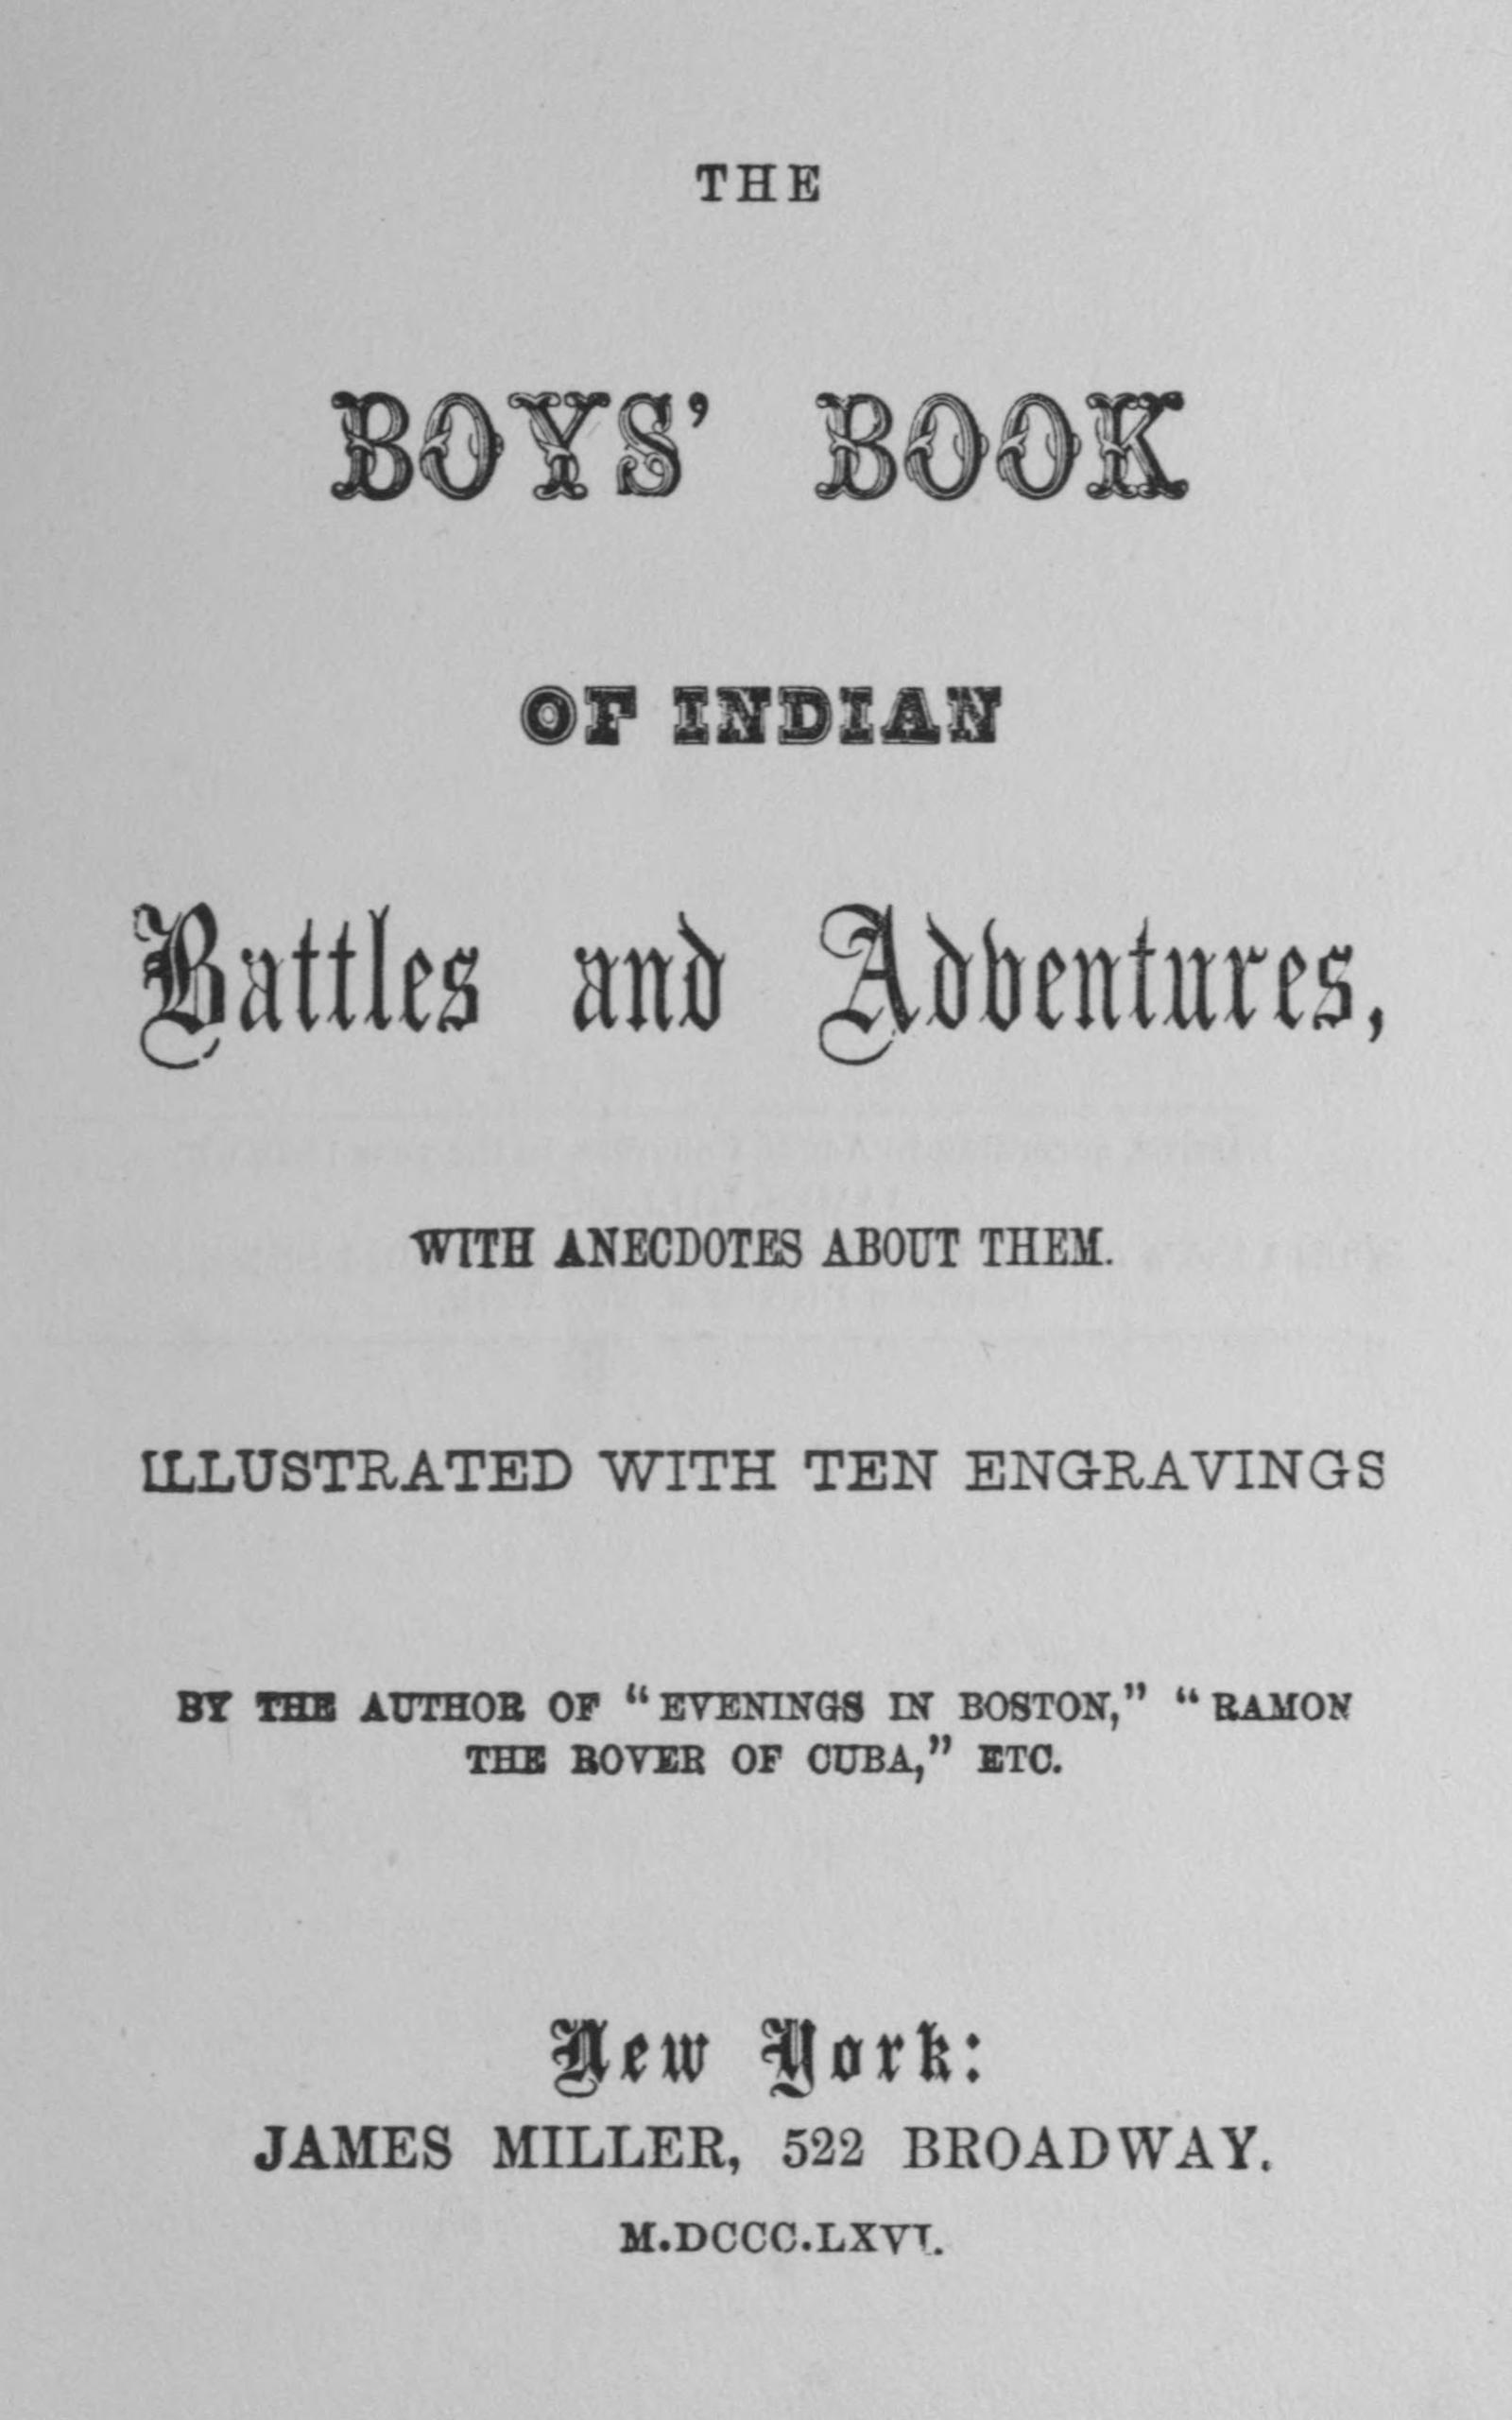 THE
BOYS' BOOK
OF INDIAN
Battles and Adventures,
WITH ANECDOTES ABOUT THEM.
ILLUSTRATED WITH TEN ENGRAVINGS
BY THE AUTHOR OF "EVENINGS IN BOSTON," "RAMON
THE ROVER OF CUBA," ETC.
New York:
JAMES MILLER, 522 BROADWAY.
M.DCCC.LXVI.